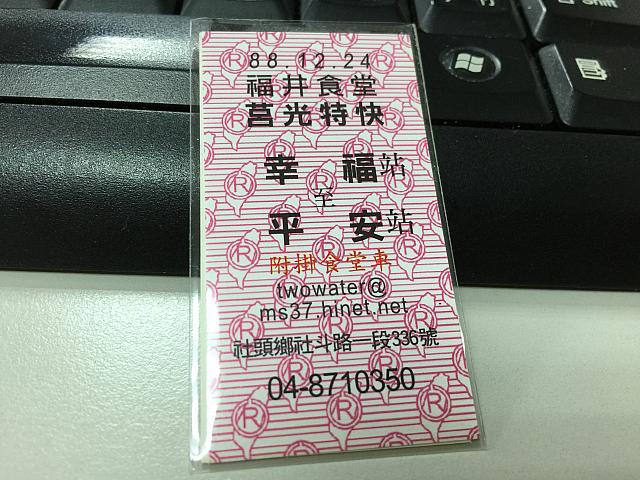 88.12.24
福井食堂
莒光特快
幸 福站
至
平 安站
附掛食堂車
twowater@
ms37.hinet.net
社頭鄉社斗路一段336號
04-8710350
Shift